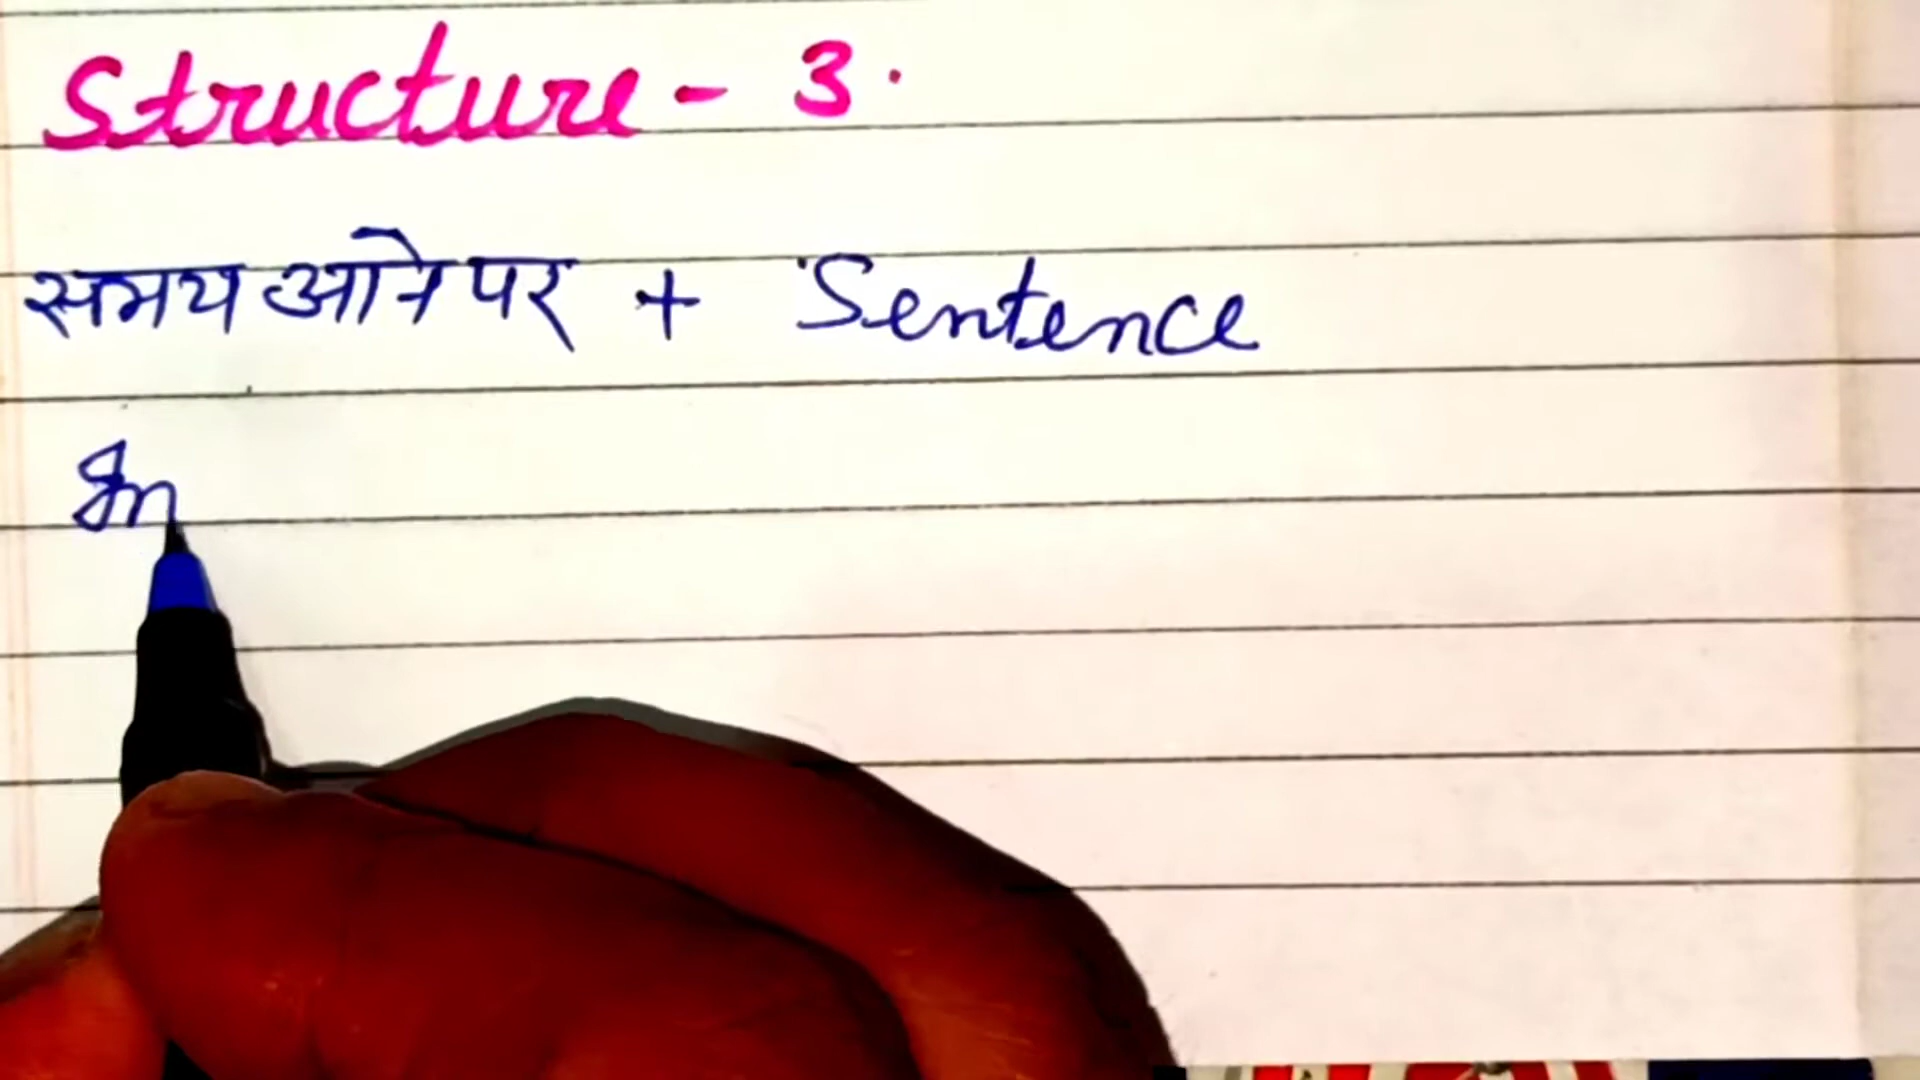 Structure - 3.
समय आने पर + Sentence
In